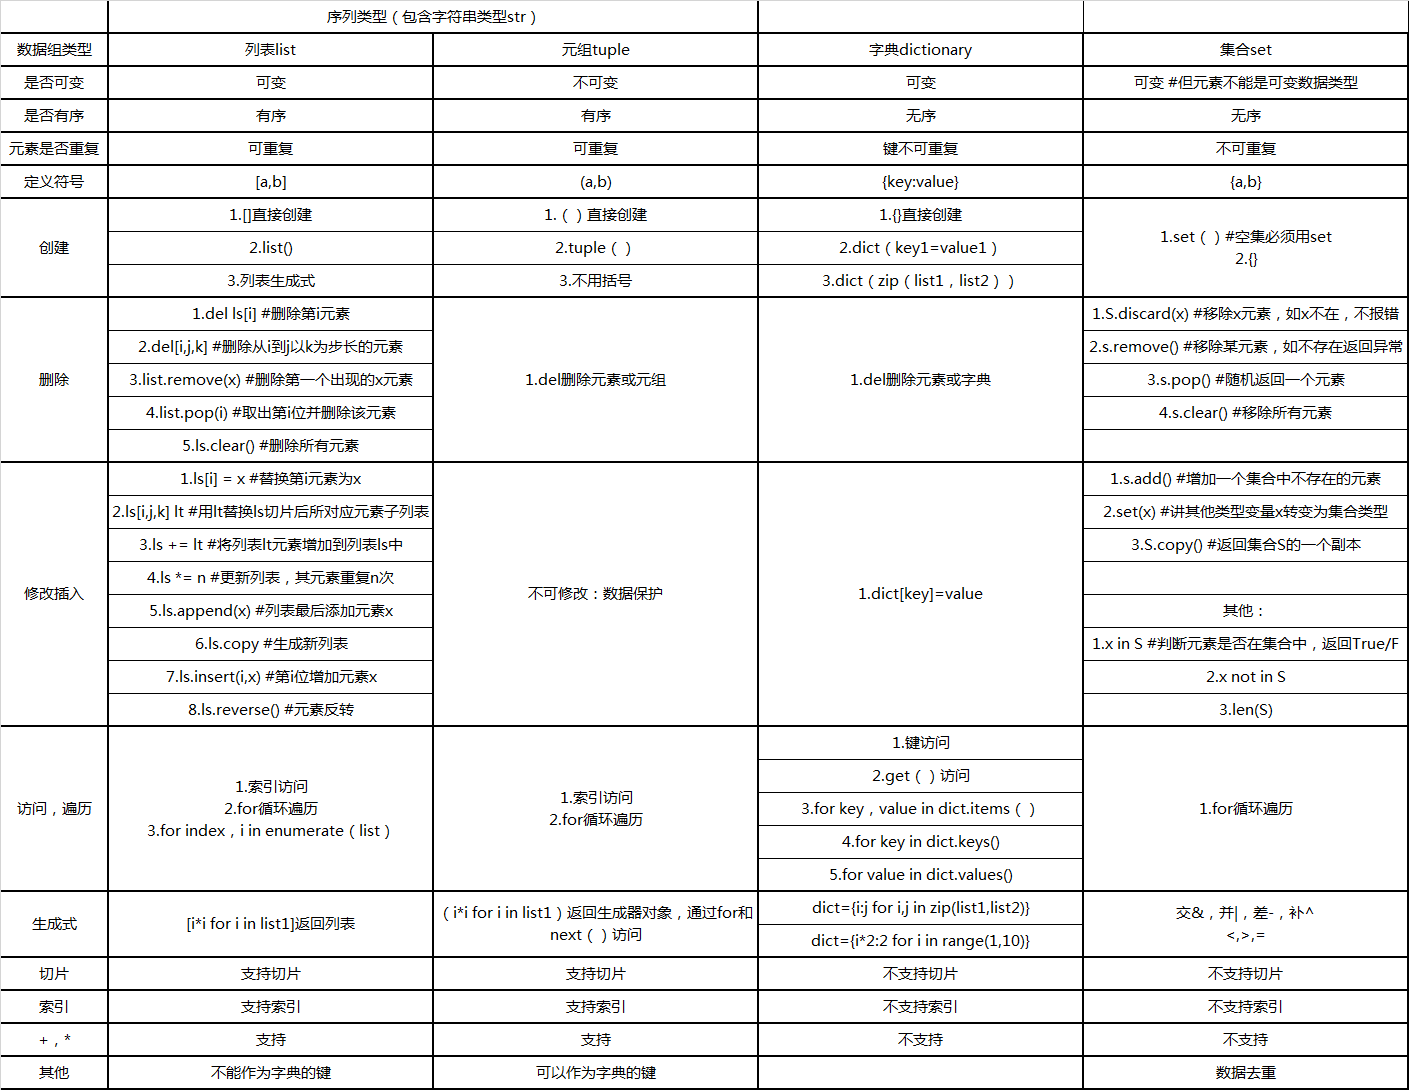 序列类型（包含字符串类型str）
数据组类型 列表list 元组tuple 字典dictionary 集合set
是否可变 可变 不可变 可变 可变 #但元素不能是可变数据类型
是否有序 有序 有序 无序 无序
元素是否重复 可重复 可重复 键不可重复 不可重复
定义符号 [a,b] (a,b) {key:value} {a,b}
创建
1.[]直接创建
2.list()
3.列表生成式
1.（）直接创建
2.tuple（）
3.不用括号
1.{}直接创建
2.dict（key1=value1）
3.dict（zip（list1，list2））
1.set（）#空集必须用set
2.{}
删除
1.del ls[i] #删除第i元素
2.del[i,j,k] #删除从i到j以k为步长的元素
3.list.remove(x) #删除第一个出现的x元素
4.list.pop(i) #取出第i位并删除该元素
5.ls.clear() #删除所有元素
1.del删除元素或元组
1.del删除元素或字典
1.S.discard(x) #移除x元素，如x不在，不报错
2.s.remove() #移除某元素，如不存在返回异常
3.s.pop() #随机返回一个元素
4.s.clear() #移除所有元素
修改插入
1.ls[i] = x #替换第i元素为x
2.ls[i,j,k] lt #用lt替换ls切片后所对应元素子列表
3.ls += lt #将列表lt元素增加到列表ls中
4.ls *= n #更新列表，其元素重复n次
5.ls.append(x) #列表最后添加元素x
6.ls.copy #生成新列表
7.ls.insert(i,x) #第i位增加元素x
8.ls.reverse() #元素反转
不可修改：数据保护
1.dict[key]=value
1.s.add() #增加一个集合中不存在的元素
2.set(x) #讲其他类型变量x转变为集合类型
3.S.copy() #返回集合S的一个副本
其他：
1.x in S #判断元素是否在集合中，返回True/F
2.x not in S
3.len(S)
访问，遍历
1.索引访问
2.for循环遍历
3.for index，i in enumerate（list）
1.索引访问
2.for循环遍历
1.键访问
2.get（）访问
3.for key，value in dict.items（）
4.for key in dict.keys()
5.for value in dict.values()
1.for循环遍历
生成式
[i*i for i in list1]返回列表
（i*i for i in list1）返回生成器对象，通过for和
next（）访问
dict={i:j for i,j in zip(list1,list2)}
dict={i*2:2 for i in range(1,10)}
交&，并|，差-，补^
<,>,=
切片 支持切片 支持切片 不支持切片 不支持切片
索引 支持索引 支持索引 不支持索引 不支持索引
+，* 支持 支持 不支持 不支持
其他 不能作为字典的键 可以作为字典的键 数据去重